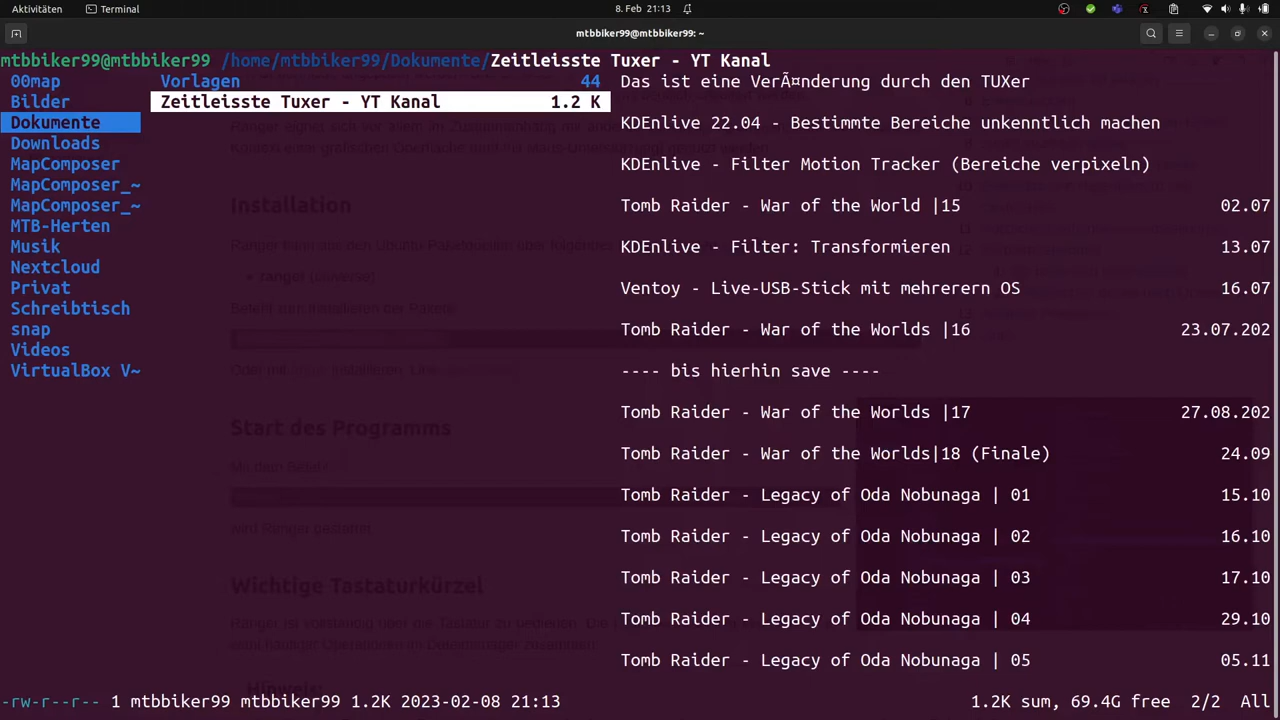 Aktivitäten Terminal 8. Feb 21:13
mtbbiker99@mtbbiker99: ~
mtbbiker99@mtbbiker99 /home/mtbbiker99/Dokumente/Zeitleisste Tuxer - YT Kanal
00map Vorlagen 44 Das ist eine VerÃ¤nderung durch den TUXer
Bilder Zeitleisste Tuxer - YT Kanal 1.2 K
Dokumente KDEnlive 22.04 - Bestimmte Bereiche unkenntlich machen
Downloads
MapComposer KDEnlive - Filter Motion Tracker (Bereiche verpixeln)
MapComposer_~
MapComposer_~ Tomb Raider - War of the World |15 02.07
MTB-Herten
Musik KDEnlive - Filter: Transformieren 13.07
Nextcloud
Privat Ventoy - Live-USB-Stick mit mehrerern OS 16.07
Schreibtisch
snap Tomb Raider - War of the Worlds |16 23.07.202
Videos
VirtualBox V~ ---- bis hierhin save ----
Tomb Raider - War of the Worlds |17 27.08.202
Tomb Raider - War of the Worlds|18 (Finale) 24.09
Tomb Raider - Legacy of Oda Nobunaga | 01 15.10
Tomb Raider - Legacy of Oda Nobunaga | 02 16.10
Tomb Raider - Legacy of Oda Nobunaga | 03 17.10
Tomb Raider - Legacy of Oda Nobunaga | 04 29.10
Tomb Raider - Legacy of Oda Nobunaga | 05 05.11
Installation
Start des Programms
Wichtige Tastaturkürzel
Hinweis:
-rw-r--r-- 1 mtbbiker99 mtbbiker99 1.2K 2023-02-08 21:13 1.2K sum, 69.4G free 2/2 All